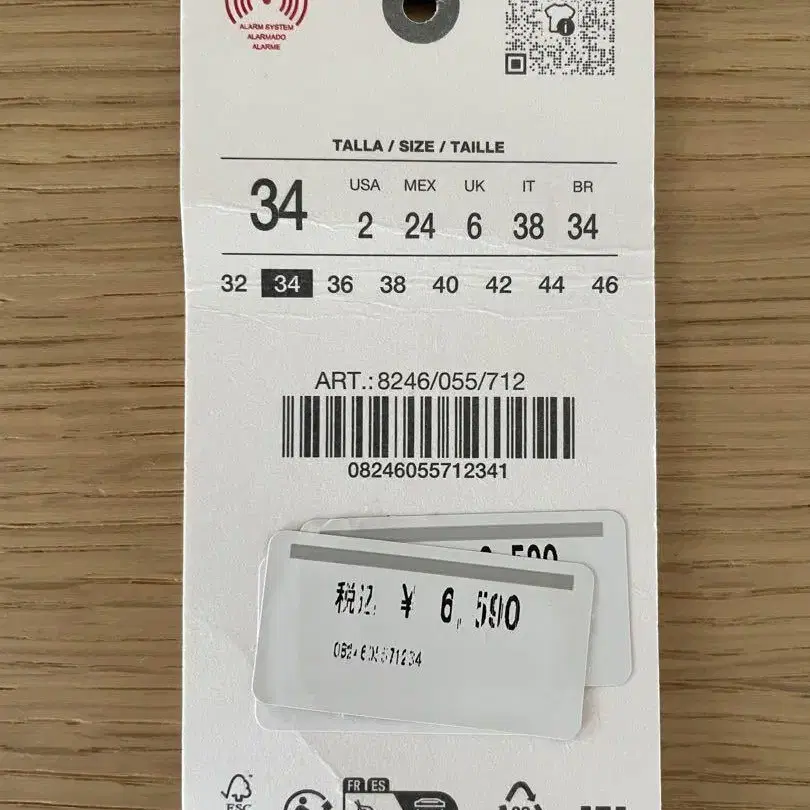 ALARM SYSTEM
ALARMADO
ALARME
TALLA / SIZE / TAILLE
34
USA MEX UK IT BR
2 24 6 38 34
32 34 36 38 40 42 44 46
ART.: 8246/055/712
08246055712341
税込 ¥ 6,590
FR ES
FSC